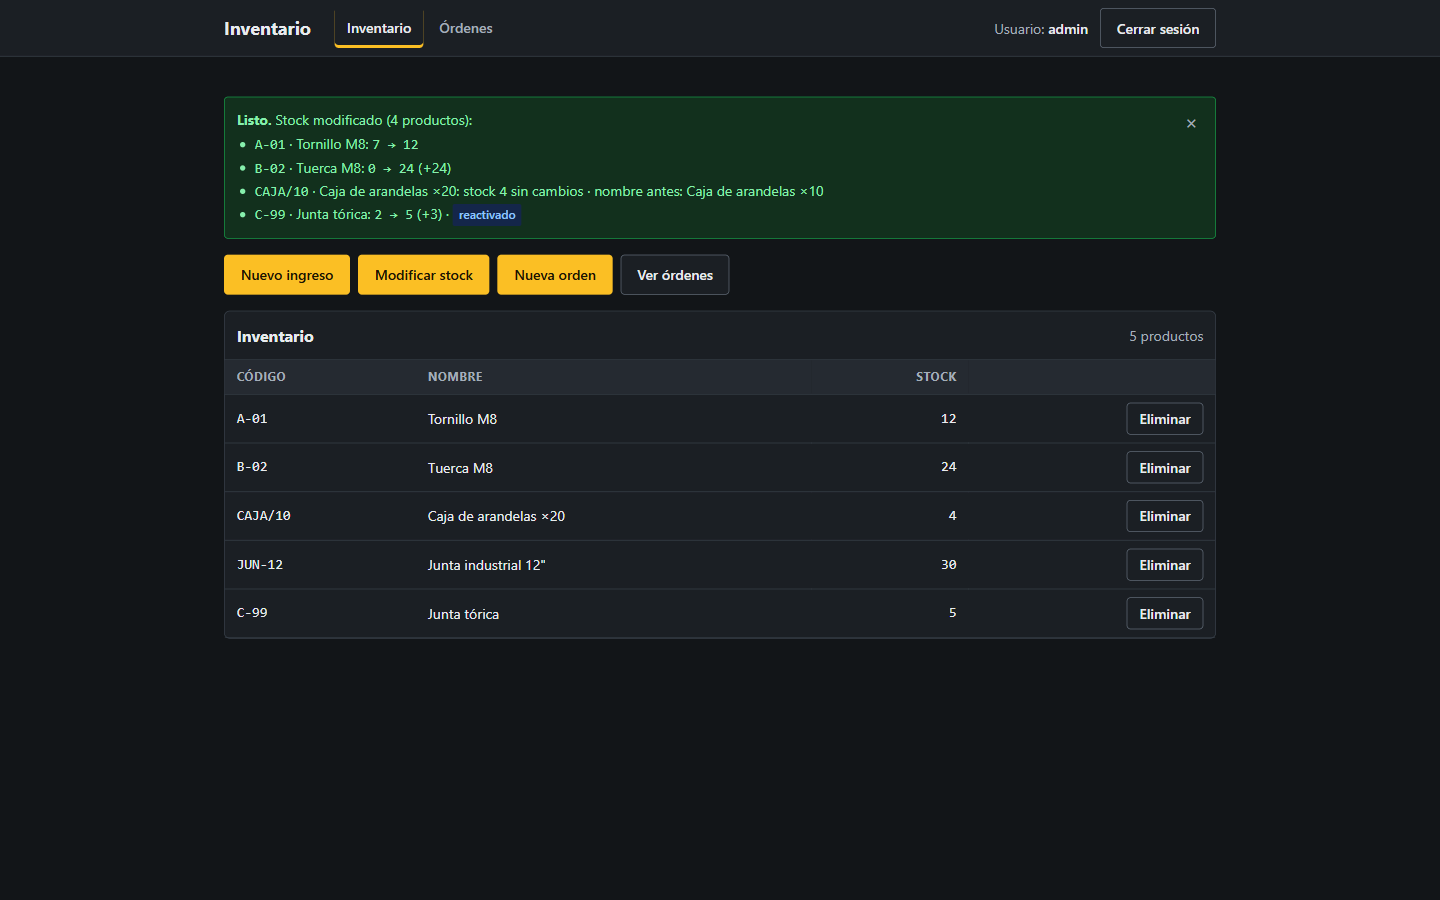 Inventario Inventario Órdenes Usuario: admin Cerrar sesión
Listo. Stock modificado (4 productos): ×
• A-01 · Tornillo M8: 7 → 12
• B-02 · Tuerca M8: 0 → 24 (+24)
• CAJA/10 · Caja de arandelas ×20: stock 4 sin cambios · nombre antes: Caja de arandelas ×10
• C-99 · Junta tórica: 2 → 5 (+3) · reactivado
Nuevo ingreso Modificar stock Nueva orden Ver órdenes
Inventario 5 productos
CÓDIGO NOMBRE STOCK
A-01 Tornillo M8 12 Eliminar
B-02 Tuerca M8 24 Eliminar
CAJA/10 Caja de arandelas ×20 4 Eliminar
JUN-12 Junta industrial 12" 30 Eliminar
C-99 Junta tórica 5 Eliminar